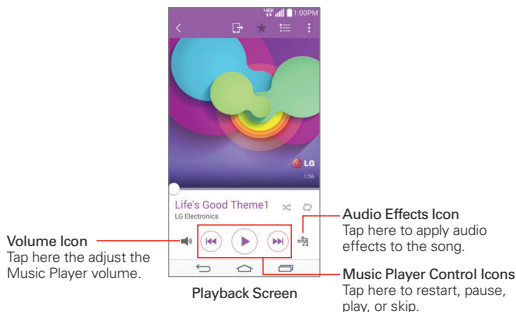 4G 1:00PM
LG
1:56
Life's Good Theme1
LG Electronics
Volume Icon
Tap here the adjust the
Music Player volume.
Audio Effects Icon
Tap here to apply audio
effects to the song.
Music Player Control Icons
Tap here to restart, pause,
play, or skip.
Playback Screen